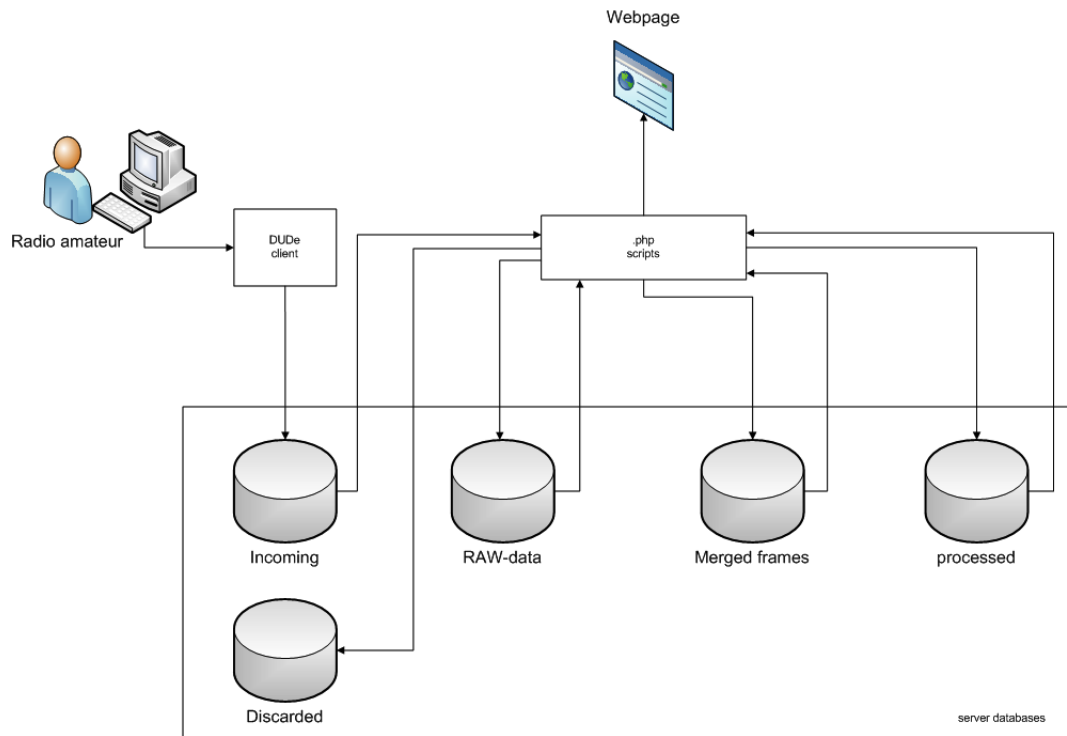 Webpage
Radio amateur
DUDe
client
.php
scripts
Incoming
RAW-data
Merged frames
processed
Discarded
server databases